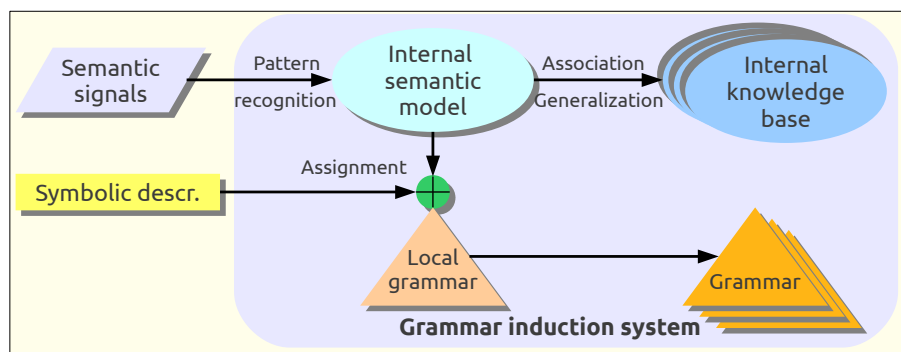 Semantic
signals
Pattern
recognition
Internal
semantic
model
Association
Generalization
Internal
knowledge
base
Assignment
Symbolic descr.
Local
grammar
Grammar
Grammar induction system